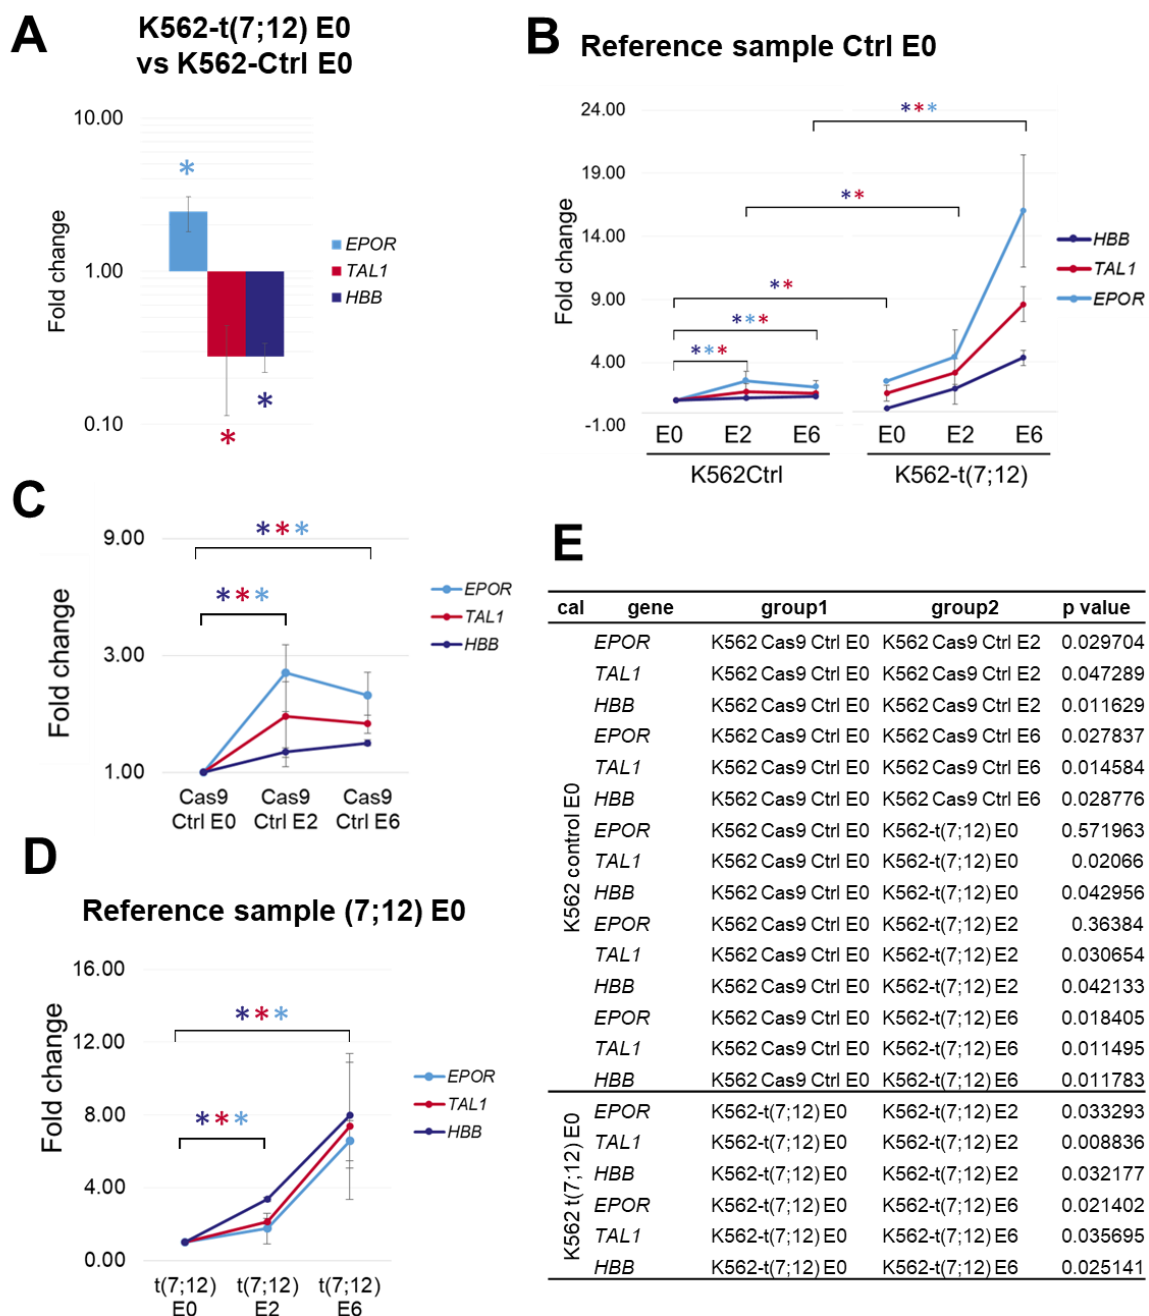 A
K562-t(7;12) E0
vs K562-Ctrl E0
10.00
1.00
0.10
Fold change
*
*
*
EPOR
TAL1
HBB
B
Reference sample Ctrl E0
24.00
19.00
14.00
9.00
4.00
-1.00
Fold change
***
**
**
***
***
HBB
TAL1
EPOR
E0 E2 E6 E0 E2 E6
K562Ctrl K562-t(7;12)
C
9.00
3.00
1.00
Fold change
***
***
EPOR
TAL1
HBB
Cas9 Cas9 Cas9
Ctrl E0 Ctrl E2 Ctrl E6
D
Reference sample (7;12) E0
16.00
12.00
8.00
4.00
0.00
Fold change
***
***
EPOR
TAL1
HBB
t(7;12) t(7;12) t(7;12)
E0 E2 E6
E
cal gene group1 group2 p value
K562 control E0
EPOR K562 Cas9 Ctrl E0 K562 Cas9 Ctrl E2 0.029704
TAL1 K562 Cas9 Ctrl E0 K562 Cas9 Ctrl E2 0.047289
HBB K562 Cas9 Ctrl E0 K562 Cas9 Ctrl E2 0.011629
EPOR K562 Cas9 Ctrl E0 K562 Cas9 Ctrl E6 0.027837
TAL1 K562 Cas9 Ctrl E0 K562 Cas9 Ctrl E6 0.014584
HBB K562 Cas9 Ctrl E0 K562 Cas9 Ctrl E6 0.028776
EPOR K562 Cas9 Ctrl E0 K562-t(7;12) E0 0.571963
TAL1 K562 Cas9 Ctrl E0 K562-t(7;12) E0 0.02066
HBB K562 Cas9 Ctrl E0 K562-t(7;12) E0 0.042956
EPOR K562 Cas9 Ctrl E0 K562-t(7;12) E2 0.36384
TAL1 K562 Cas9 Ctrl E0 K562-t(7;12) E2 0.030654
HBB K562 Cas9 Ctrl E0 K562-t(7;12) E2 0.042133
EPOR K562 Cas9 Ctrl E0 K562-t(7;12) E6 0.018405
TAL1 K562 Cas9 Ctrl E0 K562-t(7;12) E6 0.011495
HBB K562 Cas9 Ctrl E0 K562-t(7;12) E6 0.011783
K562 t(7;12) E0
EPOR K562-t(7;12) E0 K562-t(7;12) E2 0.033293
TAL1 K562-t(7;12) E0 K562-t(7;12) E2 0.008836
HBB K562-t(7;12) E0 K562-t(7;12) E2 0.032177
EPOR K562-t(7;12) E0 K562-t(7;12) E6 0.021402
TAL1 K562-t(7;12) E0 K562-t(7;12) E6 0.035695
HBB K562-t(7;12) E0 K562-t(7;12) E6 0.025141